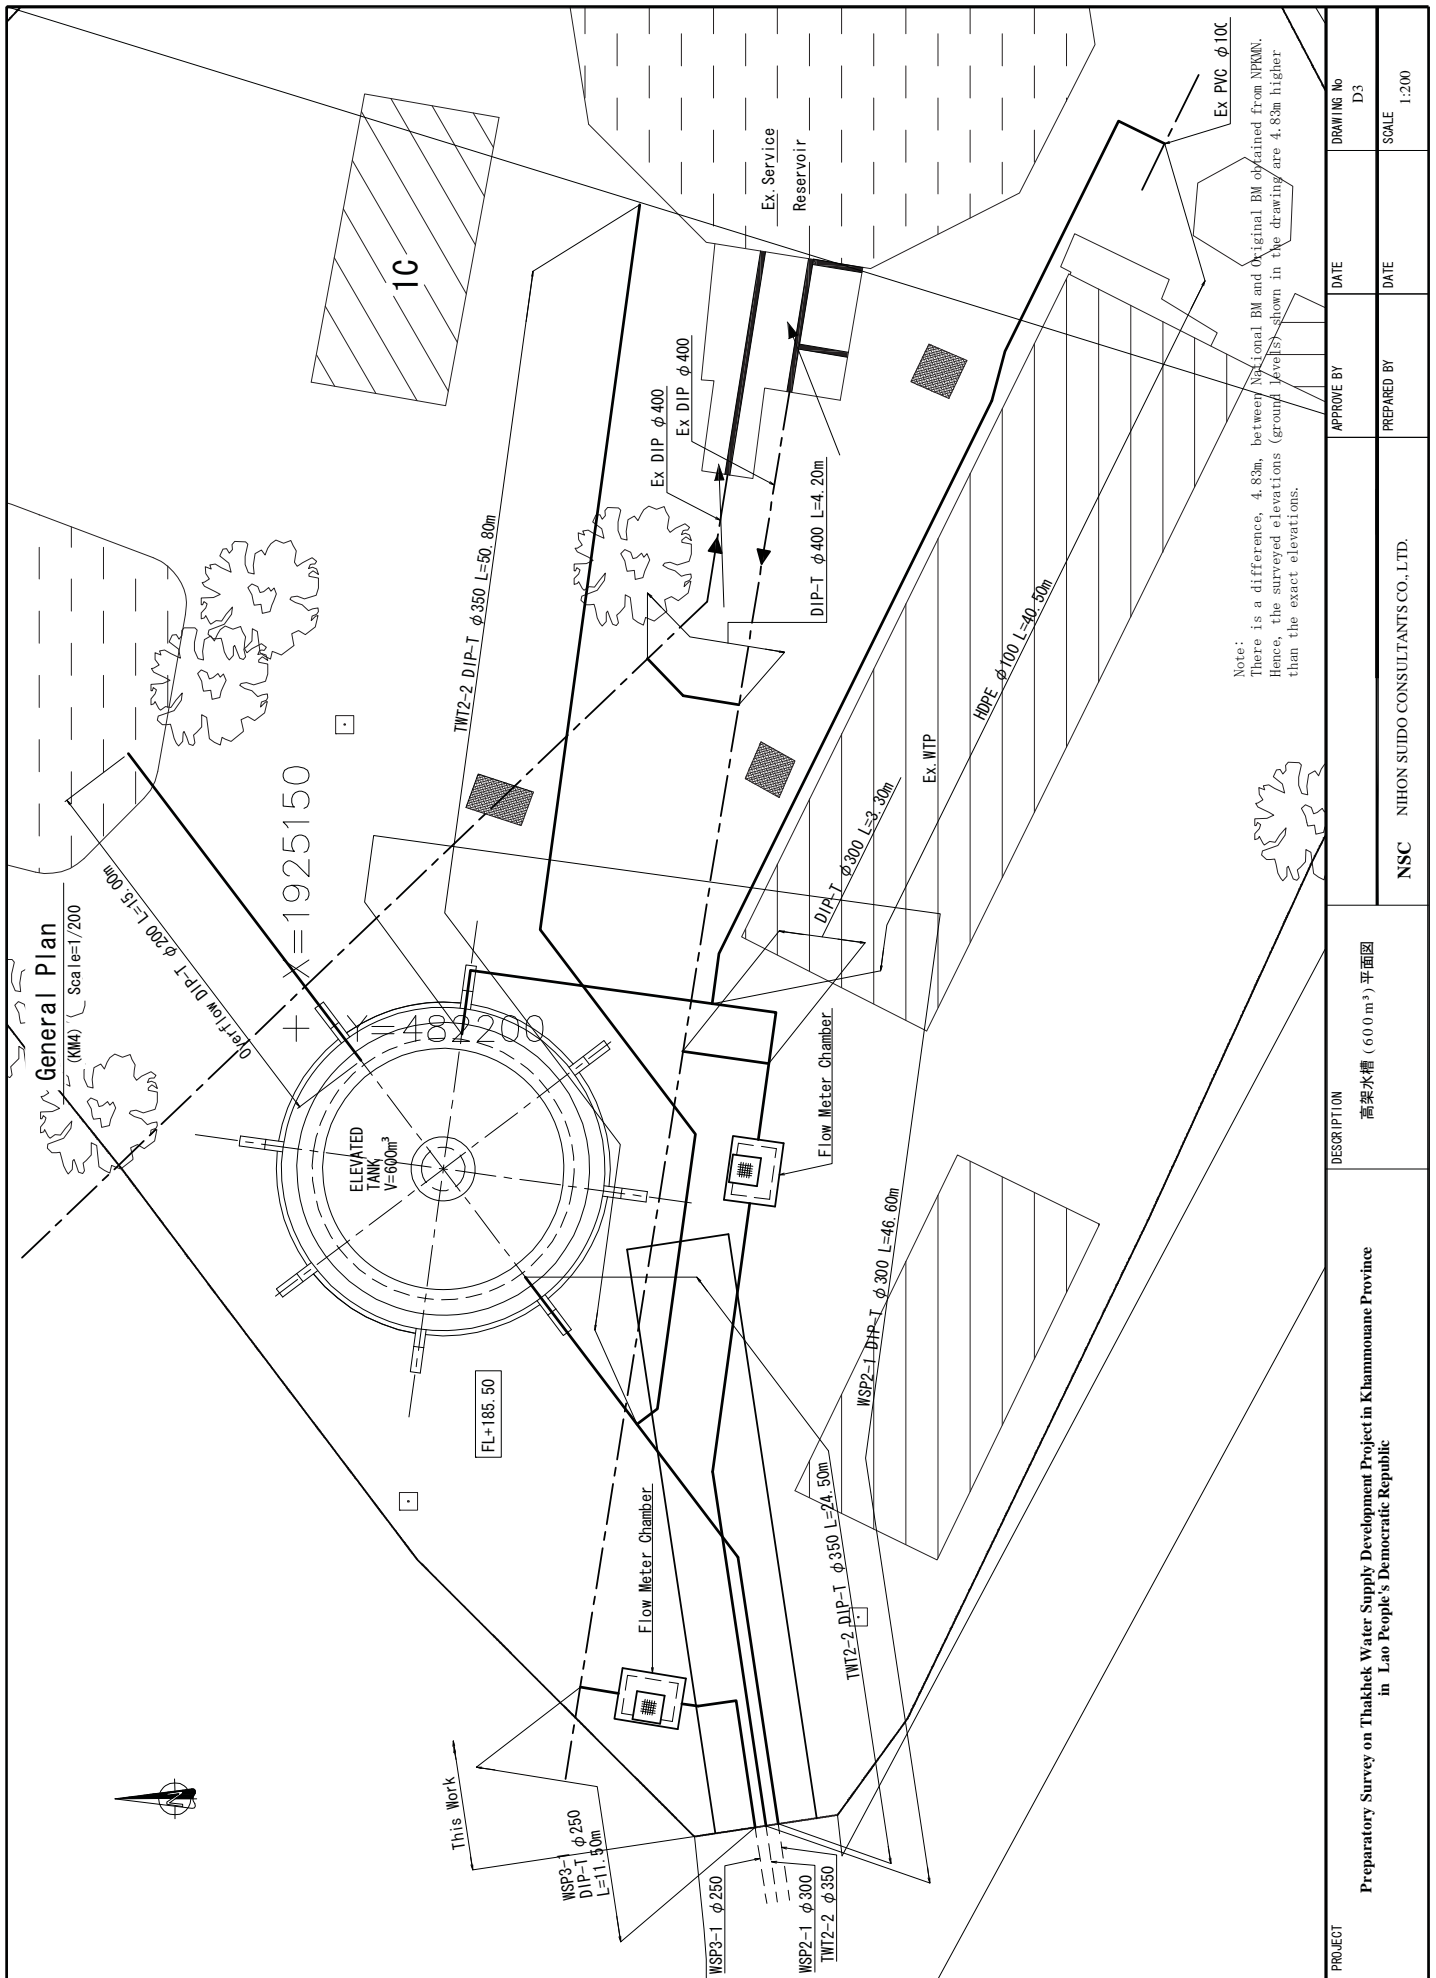 General Plan
(KM4) Scale=1/200
Overflow DIP-T φ200 L=15.00m
X=1925150
Y=482200
ELEVATED
TANK
V=600m³
FL+185.50
1C
TWT2-2 DIP-T φ350 L=50.80m
Ex. Service
Reservoir
Ex DIP φ400
Ex DIP φ400
DIP-T φ400 L=4.20m
Ex PVC φ100
DIP-T φ300 L=3.30m
Ex. WTP
HDPE φ100 L=40.50m
Flow Meter Chamber
Flow Meter Chamber
WSP2-1 DIP-T φ300 L=46.60m
TWT2-2 DIP-T φ350 L=24.50m
This Work
WSP3-1
DIP-T φ250
L=11.50m
WSP3-1 φ250
WSP2-1 φ300
TWT2-2 φ350
N
Note:
There is a difference, 4.83m, between National BM and Original BM obtained from NPKMN.
Hence, the surveyed elevations (ground levels) shown in the drawing are 4.83m higher
than the exact elevations.
PROJECT
Preparatory Survey on Thakhek Water Supply Development Project in Khammouane Province
in Lao People's Democratic Republic
DESCRIPTION
高架水槽 (600m³) 平面図
NSC NIHON SUIDO CONSULTANTS CO., LTD.
APPROVE BY
DATE
DRAWING No
D3
PREPARED BY
DATE
SCALE
1:200